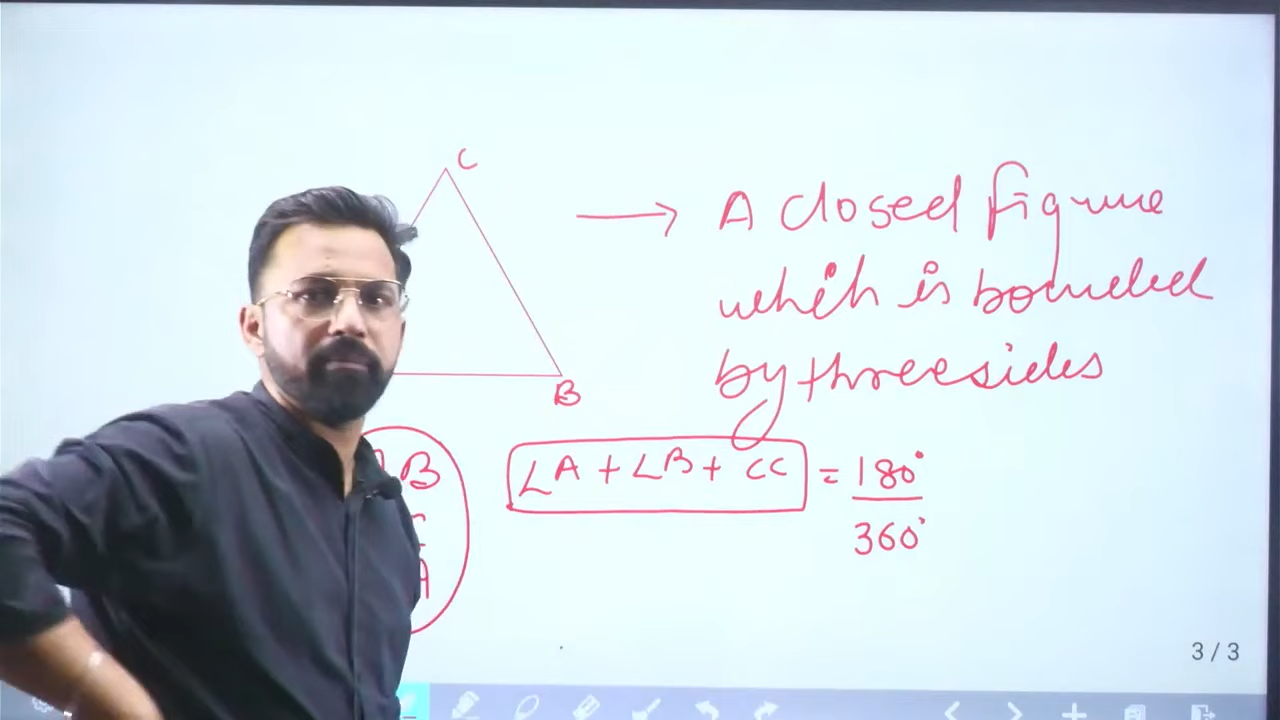 C
→ A closed figure
which is bounded
by three sides
B
B
∠A + ∠B + ∠C = 180°
360°
A
3 / 3